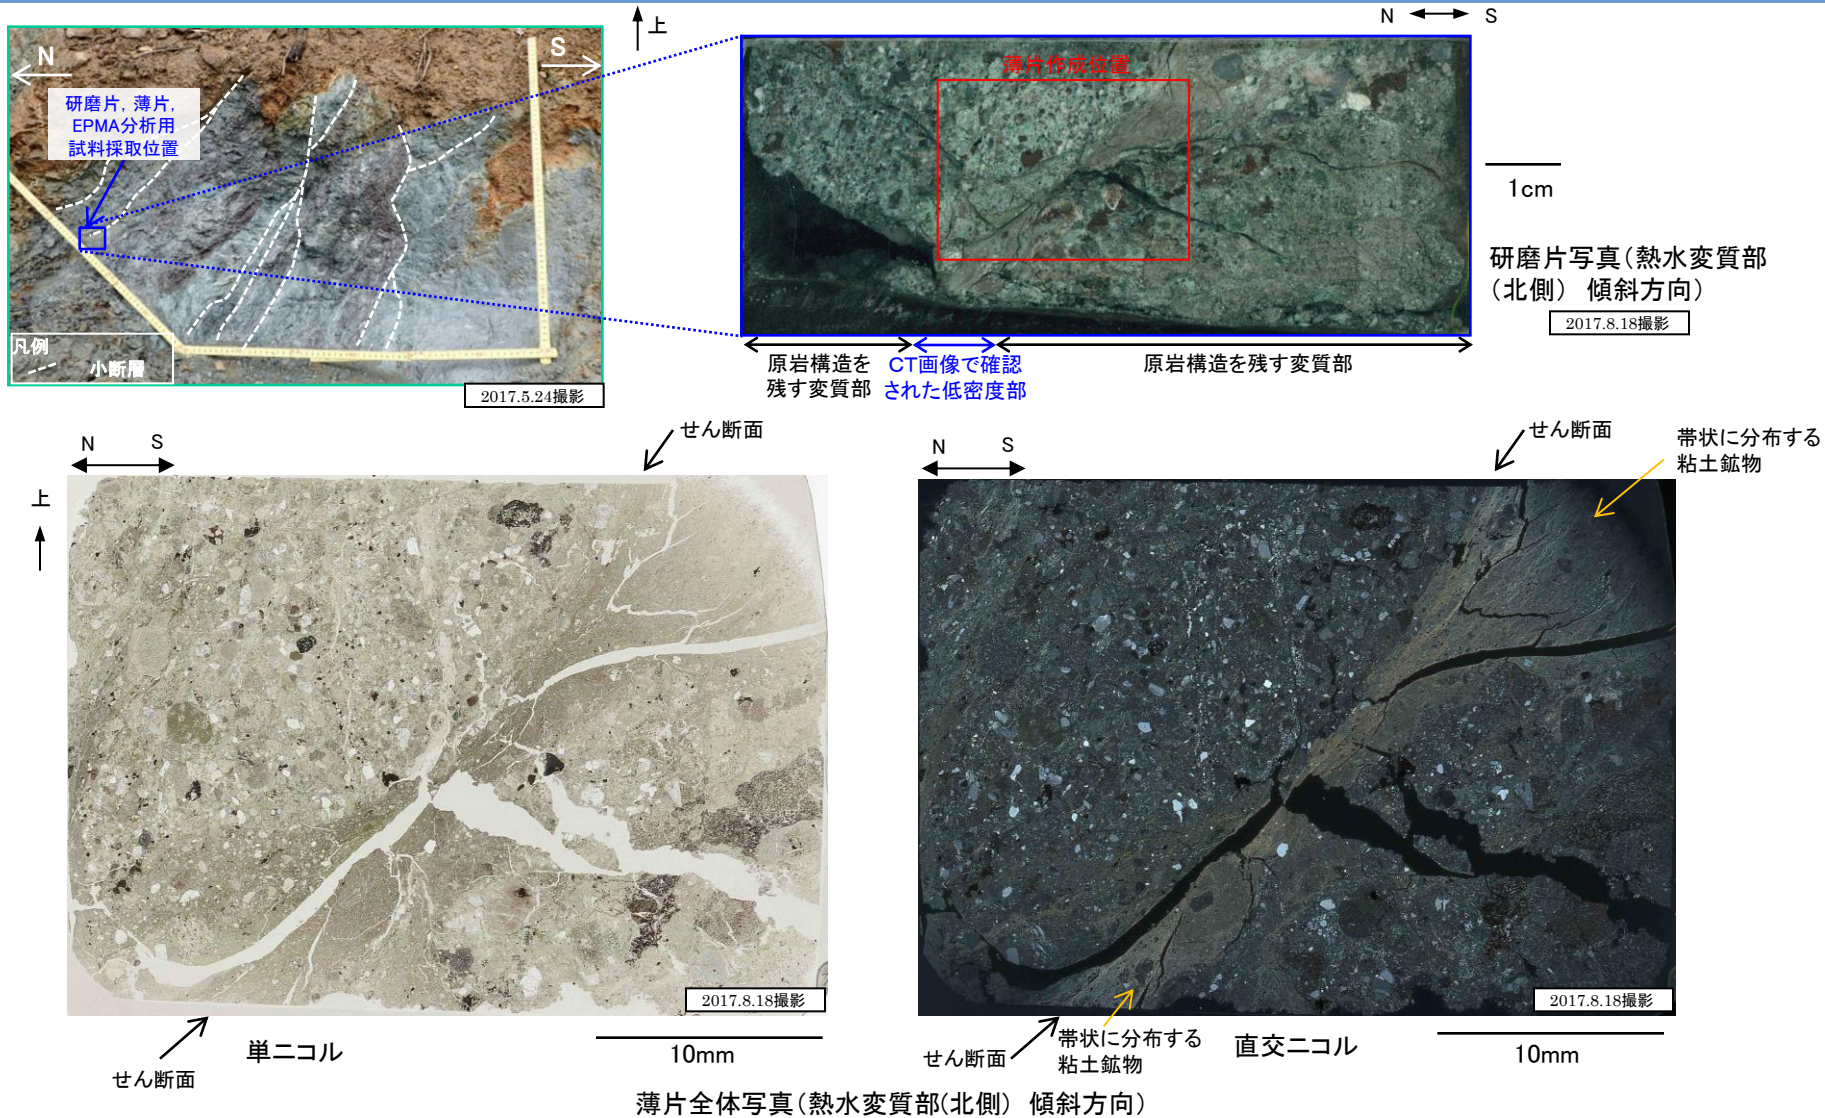 N
S
研磨片, 薄片,
EPMA分析用
試料採取位置
凡例
小断層
2017.5.24撮影
上
N
S
薄片作成位置
1cm
研磨片写真(熱水変質部
(北側) 傾斜方向)
2017.8.18撮影
原岩構造を
残す変質部
CT画像で確認
された低密度部
原岩構造を残す変質部
N
S
せん断面
上
2017.8.18撮影
せん断面
単ニコル
10mm
N
S
せん断面
帯状に分布する
粘土鉱物
2017.8.18撮影
せん断面
帯状に分布する
粘土鉱物
直交ニコル
10mm
薄片全体写真(熱水変質部(北側) 傾斜方向)